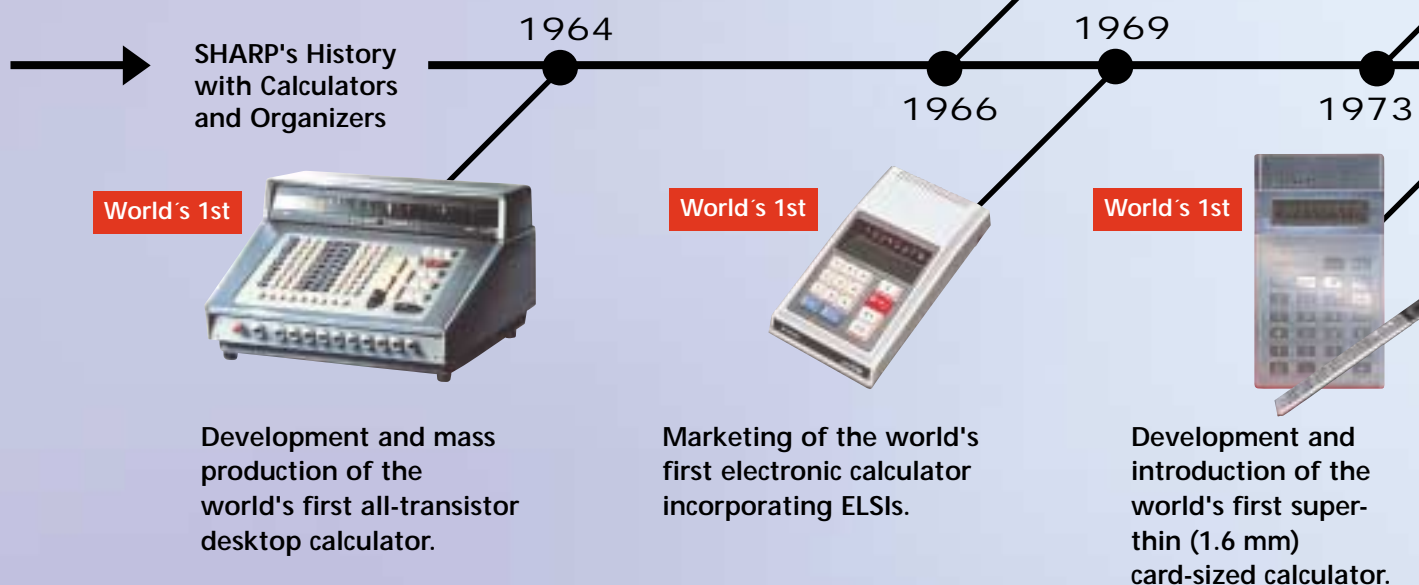 SHARP's History
with Calculators
and Organizers
1964
1966
1969
1973
World´s 1st
Development and mass
production of the
world's first all-transistor
desktop calculator.
World´s 1st
Marketing of the world's
first electronic calculator
incorporating ELSIs.
World´s 1st
Development and
introduction of the
world's first super-
thin (1.6 mm)
card-sized calculator.